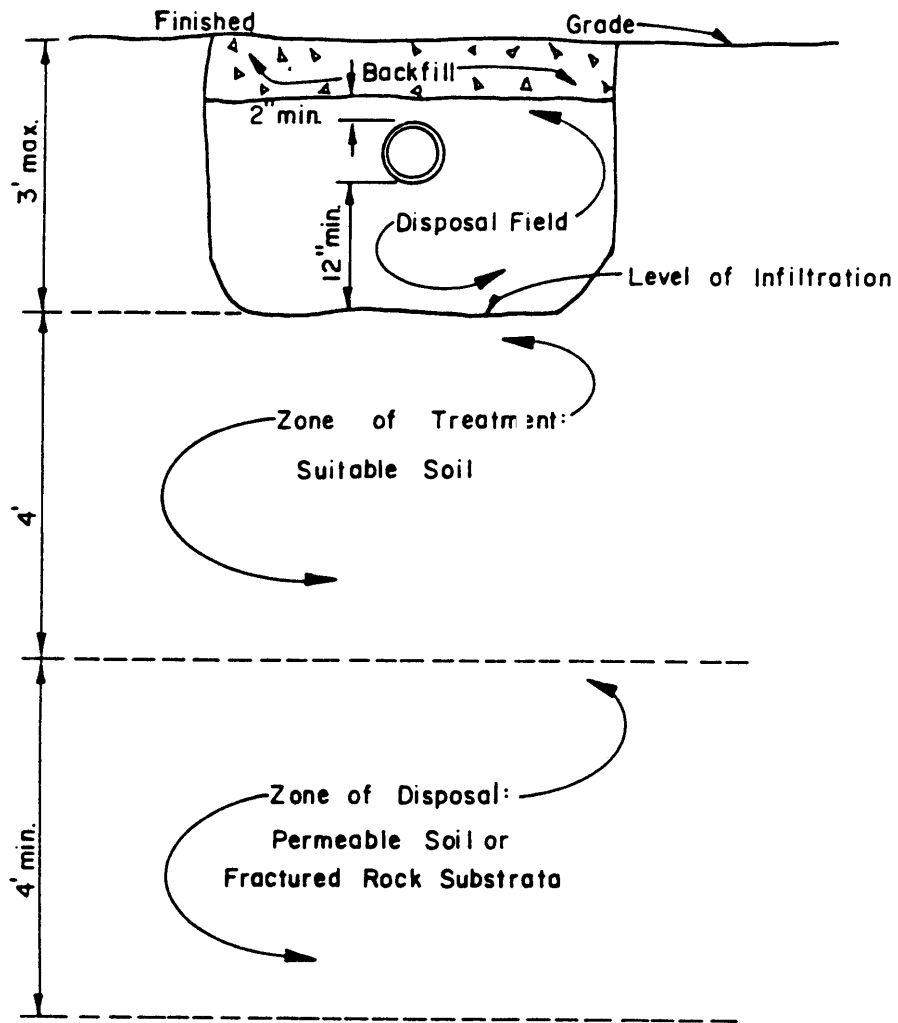 Finished
Grade
Backfill
2" min.
3' max.
12" min.
Disposal Field
Level of Infiltration
Zone of Treatment:
Suitable Soil
4'
Zone of Disposal:
Permeable Soil or
Fractured Rock Substrata
4' min.